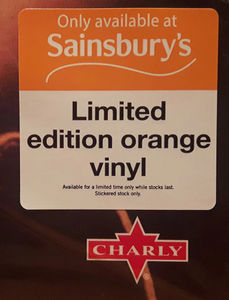 Only available at
Sainsbury's
Limited
edition orange
vinyl
Available for a limited time only while stocks last.
Stickered stock only.
CHARLY